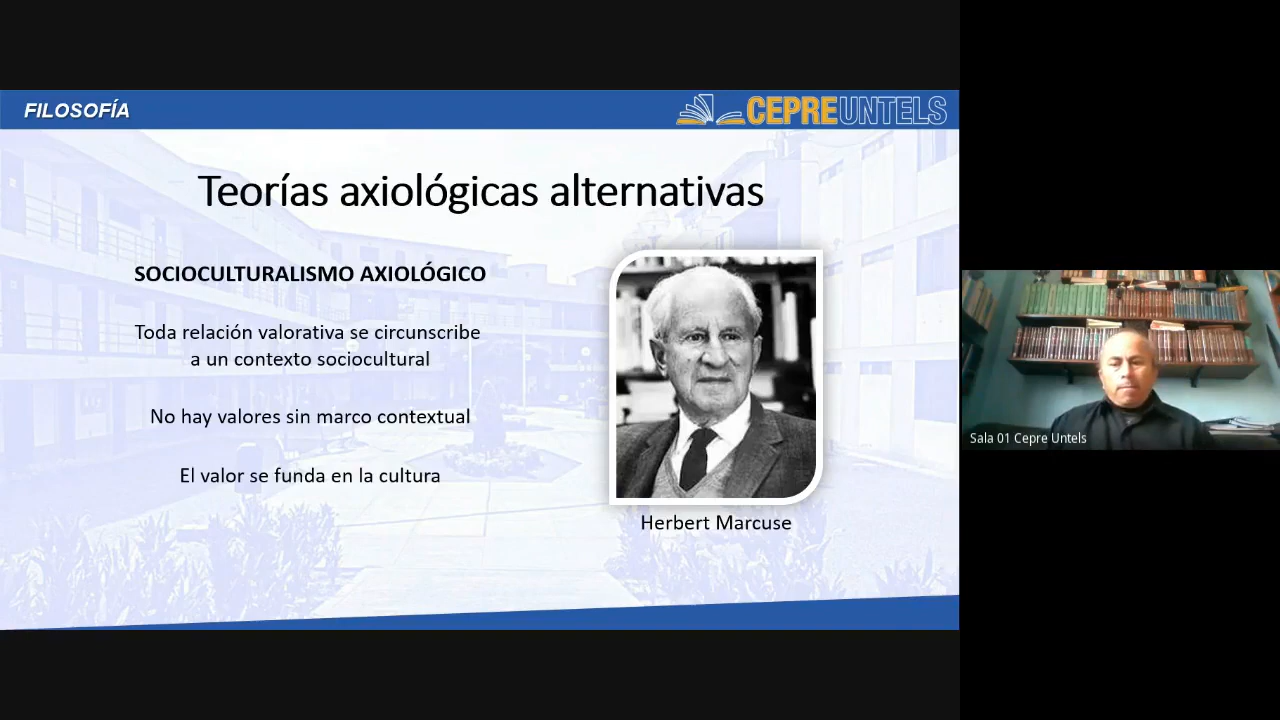 FILOSOFÍA
CEPREUNTELS
Teorías axiológicas alternativas
SOCIOCULTURALISMO AXIOLÓGICO
Toda relación valorativa se circunscribe
a un contexto sociocultural
No hay valores sin marco contextual
El valor se funda en la cultura
Herbert Marcuse
Sala 01 Cepre Untels